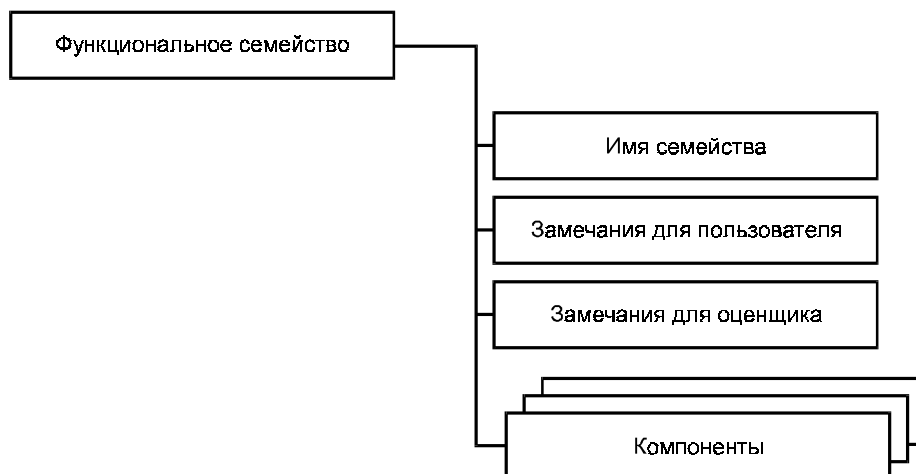 Функциональное семейство
Имя семейства
Замечания для пользователя
Замечания для оценщика
Компоненты